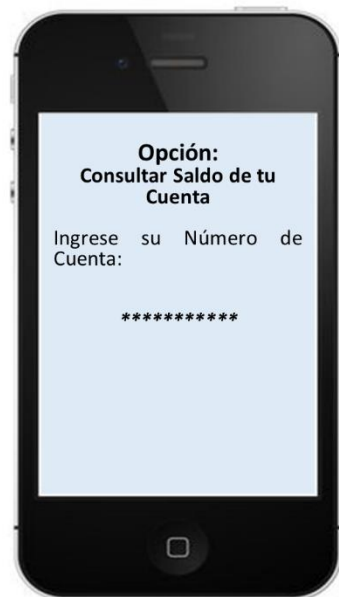 Opción:
Consultar Saldo de tu
Cuenta
Ingrese su Número de
Cuenta:
***********